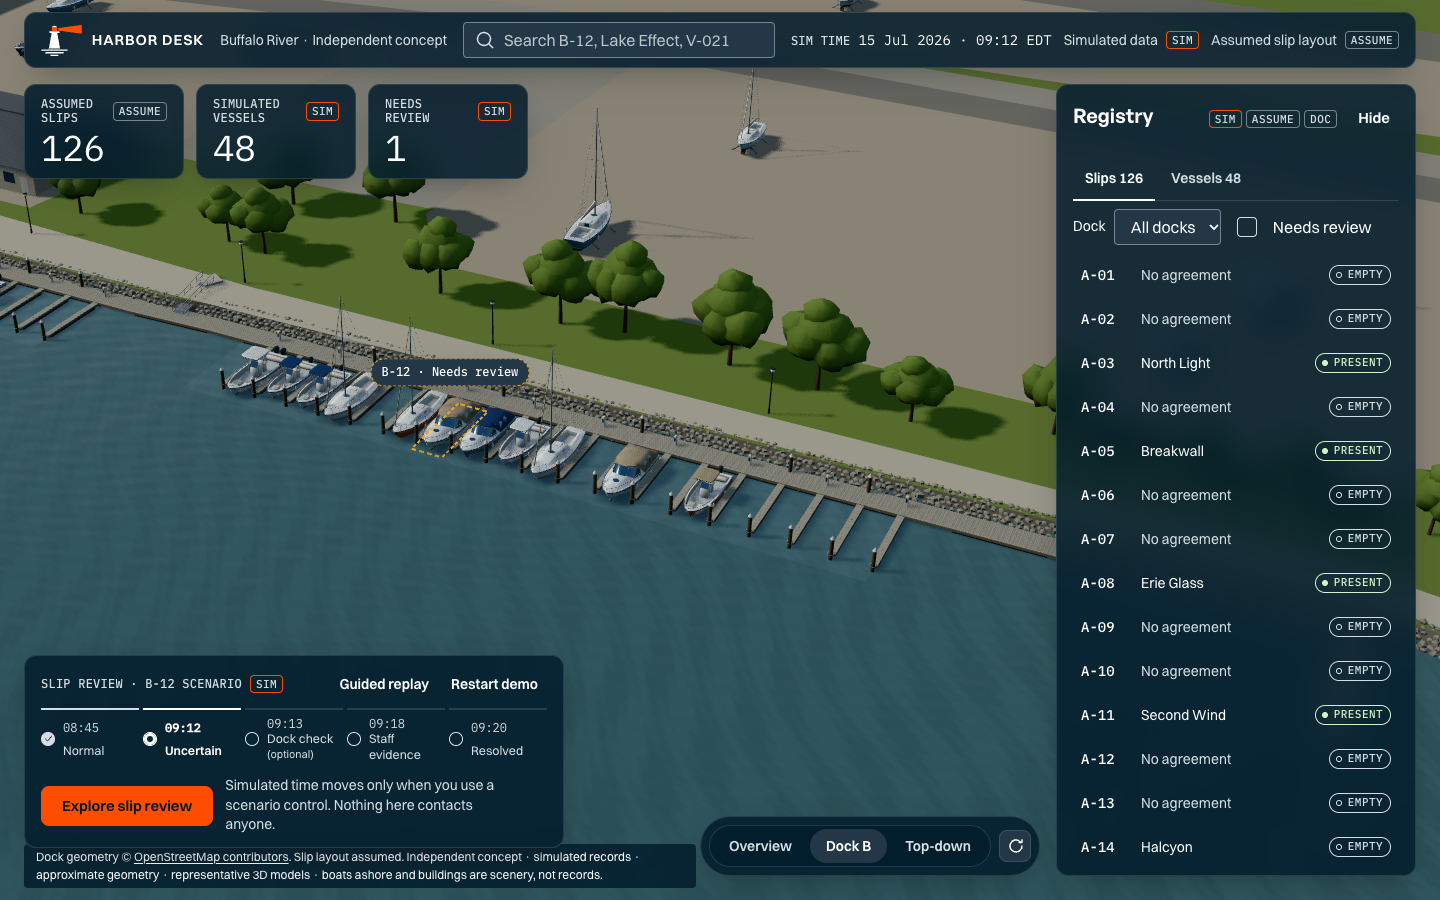 HARBOR DESK
Buffalo River · Independent concept
Search B-12, Lake Effect, V-021
SIM TIME 15 Jul 2026 · 09:12 EDT
Simulated data SIM
Assumed slip layout ASSUME
ASSUMED SLIPS ASSUME
126
SIMULATED VESSELS SIM
48
NEEDS REVIEW SIM
1
B-12 · Needs review
Registry SIM ASSUME DOC Hide
Slips 126 Vessels 48
Dock All docks Needs review
A-01 No agreement EMPTY
A-02 No agreement EMPTY
A-03 North Light PRESENT
A-04 No agreement EMPTY
A-05 Breakwall PRESENT
A-06 No agreement EMPTY
A-07 No agreement EMPTY
A-08 Erie Glass PRESENT
A-09 No agreement EMPTY
A-10 No agreement EMPTY
A-11 Second Wind PRESENT
A-12 No agreement EMPTY
A-13 No agreement EMPTY
A-14 Halcyon EMPTY
SLIP REVIEW · B-12 SCENARIO SIM Guided replay Restart demo
08:45
Normal
09:12
Uncertain
09:13
Dock check
(optional)
09:18
Staff
evidence
09:20
Resolved
Explore slip review
Simulated time moves only when you use a
scenario control. Nothing here contacts
anyone.
Dock geometry © OpenStreetMap contributors. Slip layout assumed. Independent concept · simulated records ·
approximate geometry · representative 3D models · boats ashore and buildings are scenery, not records.
Overview Dock B Top-down